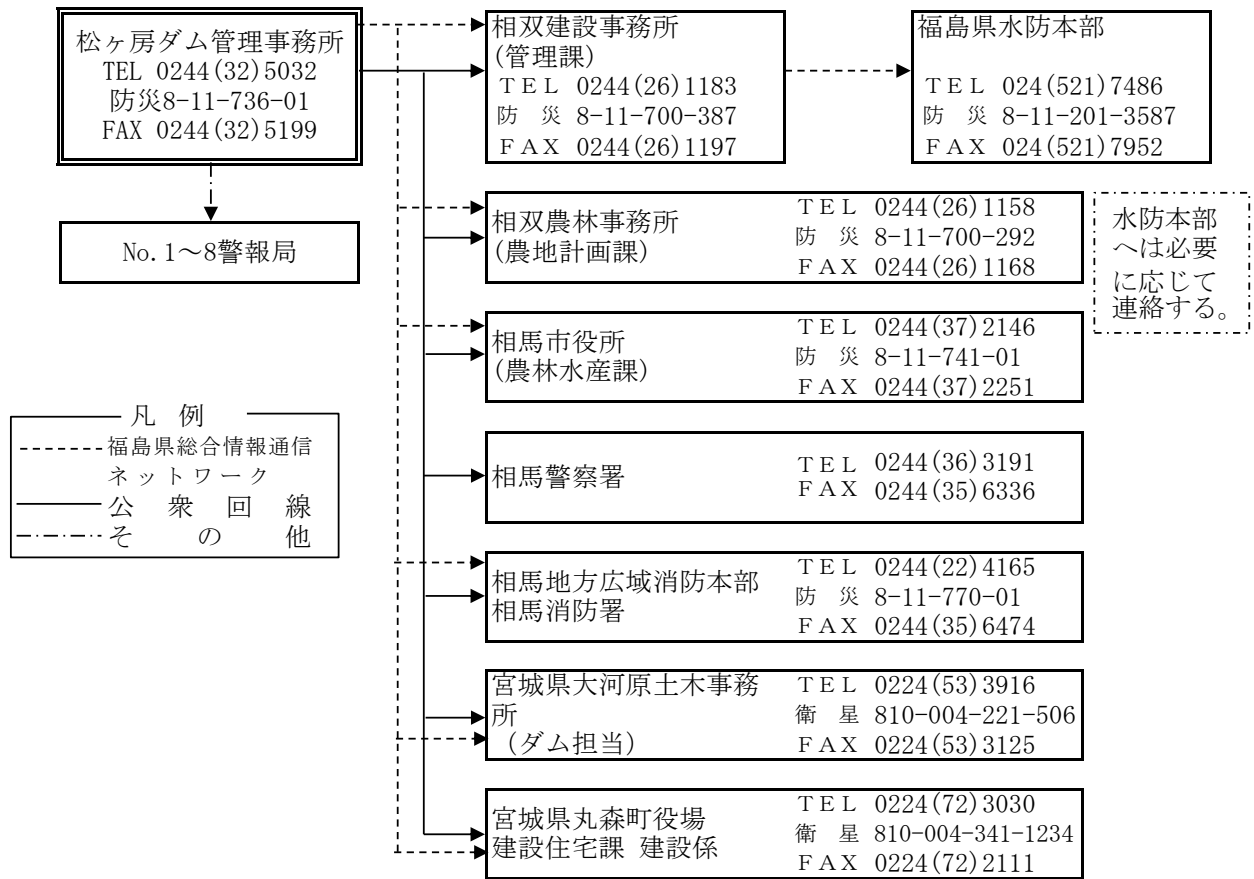 松ヶ房ダム管理事務所
TEL 0244(32)5032
防災8-11-736-01
FAX 0244(32)5199
No.1～8警報局
相双建設事務所
(管理課)
ＴＥＬ 0244(26)1183
防　災 8-11-700-387
ＦＡＸ 0244(26)1197
福島県水防本部
ＴＥＬ 024(521)7486
防　災 8-11-201-3587
ＦＡＸ 024(521)7952
相双農林事務所
(農地計画課)
ＴＥＬ 0244(26)1158
防　災 8-11-700-292
ＦＡＸ 0244(26)1168
水防本部
へは必要
に応じて
連絡する。
相馬市役所
(農林水産課)
ＴＥＬ 0244(37)2146
防　災 8-11-741-01
ＦＡＸ 0244(37)2251
相馬警察署
ＴＥＬ 0244(36)3191
ＦＡＸ 0244(35)6336
相馬地方広域消防本部
相馬消防署
ＴＥＬ 0244(22)4165
防　災 8-11-770-01
ＦＡＸ 0244(35)6474
宮城県大河原土木事務
所
（ダム担当）
ＴＥＬ 0224(53)3916
衛　星 810-004-221-506
ＦＡＸ 0224(53)3125
宮城県丸森町役場
建設住宅課 建設係
ＴＥＬ 0224(72)3030
衛　星 810-004-341-1234
ＦＡＸ 0224(72)2111
凡　例
福島県総合情報通信
ネットワーク
公　衆　回　線
そ　の　他